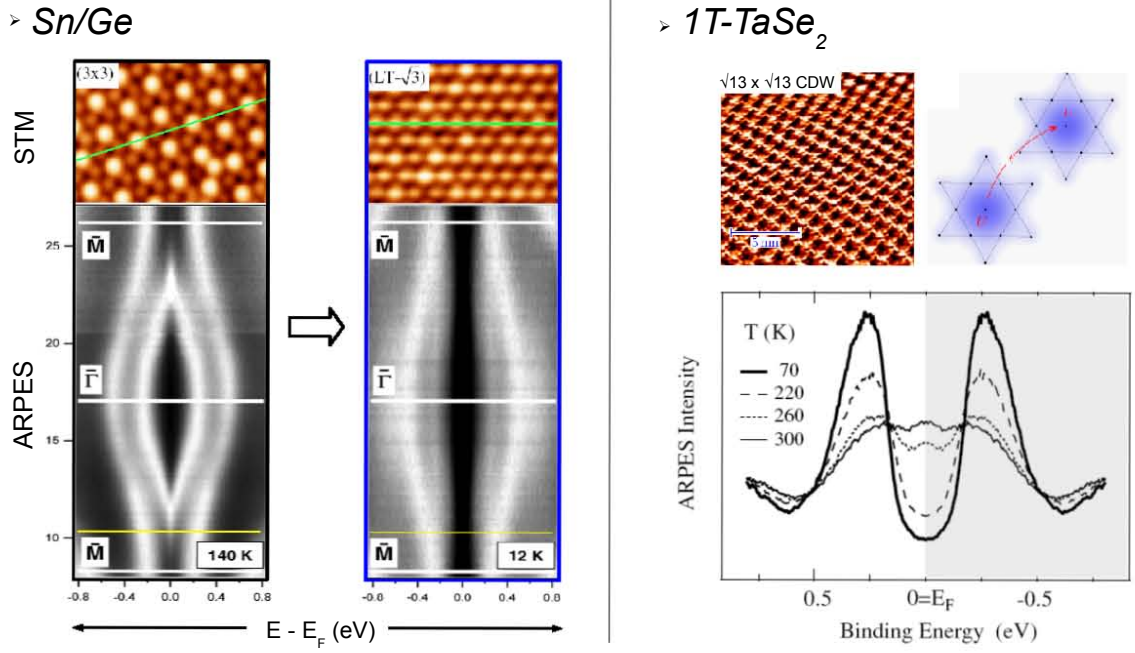 ➢ Sn/Ge
STM
(3x3)
(LT-√3)
ARPES
25
20
15
10
M̄
Γ̄
M̄
140 K
M̄
Γ̄
M̄
12 K
-0.8 -0.4 0.0 0.4 0.8
-0.8 -0.4 0.0 0.4 0.8
E - E_F (eV)
➢ 1T-TaSe₂
√13 x √13 CDW
5 nm
T (K)
70
220
260
300
ARPES Intensity
0.5 0=E_F -0.5
Binding Energy (eV)